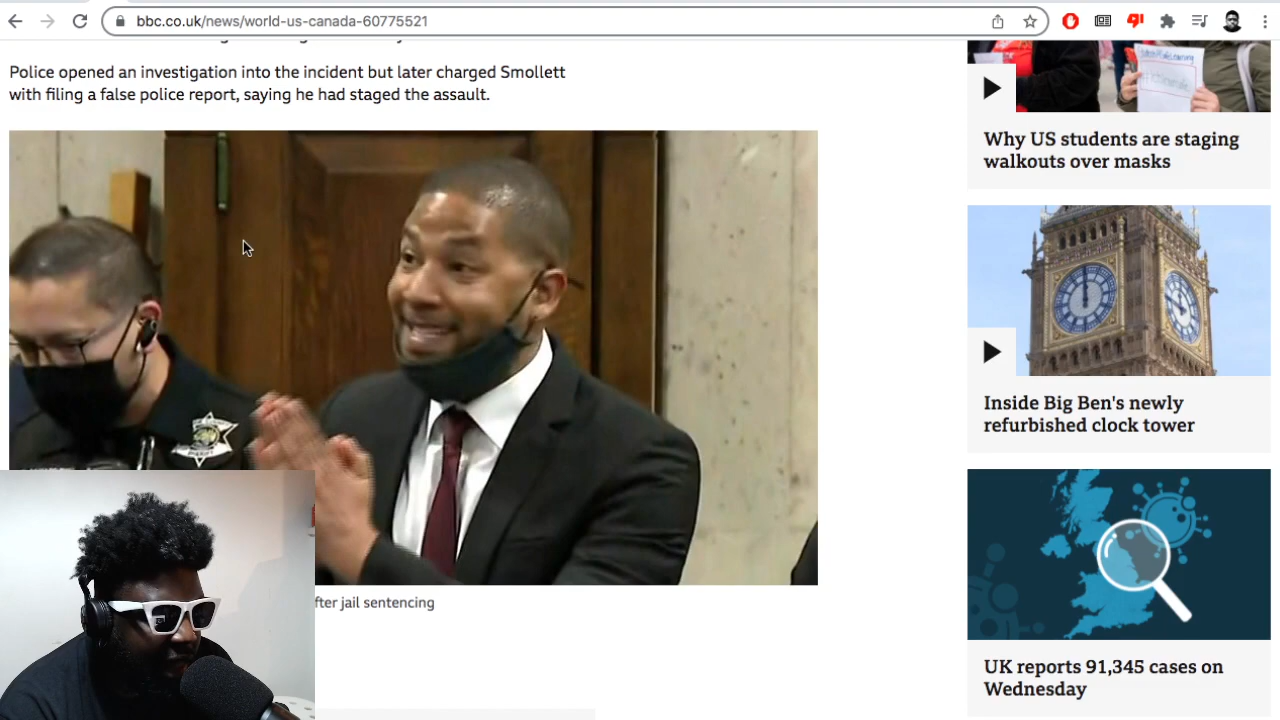 bbc.co.uk/news/world-us-canada-60775521
Police opened an investigation into the incident but later charged Smollett
with filing a false police report, saying he had staged the assault.
SHERIFF
fter jail sentencing
Why US students are staging
walkouts over masks
Inside Big Ben's newly
refurbished clock tower
UK reports 91,345 cases on
Wednesday